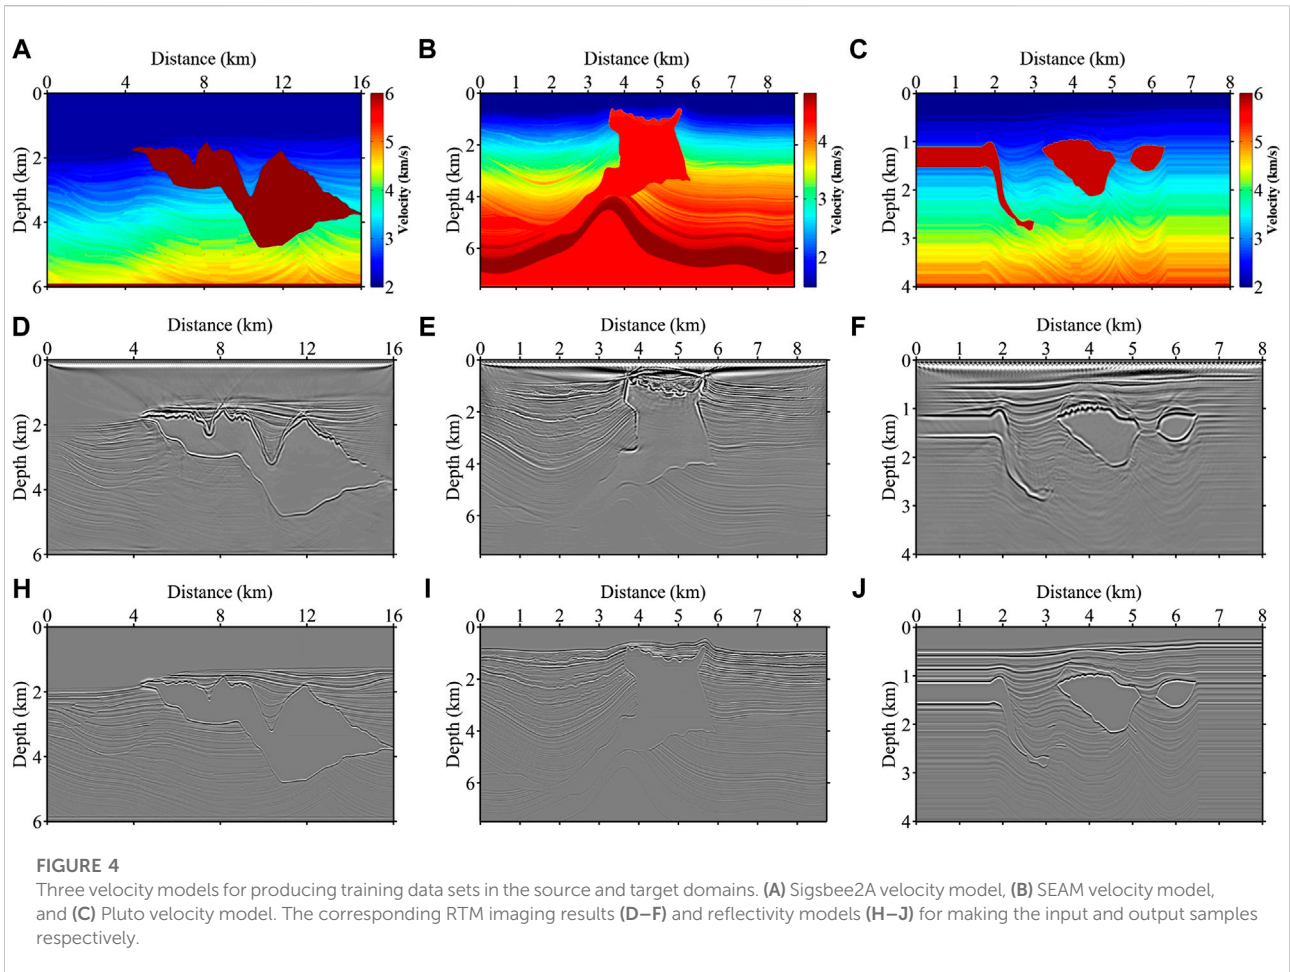 A
Distance (km)
0 4 8 12 16
Depth (km)
0
2
4
6
6
5
4
3
2
Velocity (km/s)
B
Distance (km)
0 1 2 3 4 5 6 7 8
Depth (km)
0
2
4
6
4
3
2
Velocity (km/s)
C
Distance (km)
0 1 2 3 4 5 6 7 8
Depth (km)
0
1
2
3
4
6
5
4
3
2
Velocity (km/s)
D
Distance (km)
0 4 8 12 16
Depth (km)
0
2
4
6
E
Distance (km)
0 1 2 3 4 5 6 7 8
Depth (km)
0
2
4
6
F
Distance (km)
0 1 2 3 4 5 6 7 8
Depth (km)
0
1
2
3
4
H
Distance (km)
0 4 8 12 16
Depth (km)
0
2
4
6
I
Distance (km)
0 1 2 3 4 5 6 7 8
Depth (km)
0
2
4
6
J
Distance (km)
0 1 2 3 4 5 6 7 8
Depth (km)
0
1
2
3
4
FIGURE 4
Three velocity models for producing training data sets in the source and target domains. (A) Sigsbee2A velocity model, (B) SEAM velocity model,
and (C) Pluto velocity model. The corresponding RTM imaging results (D–F) and reflectivity models (H–J) for making the input and output samples
respectively.